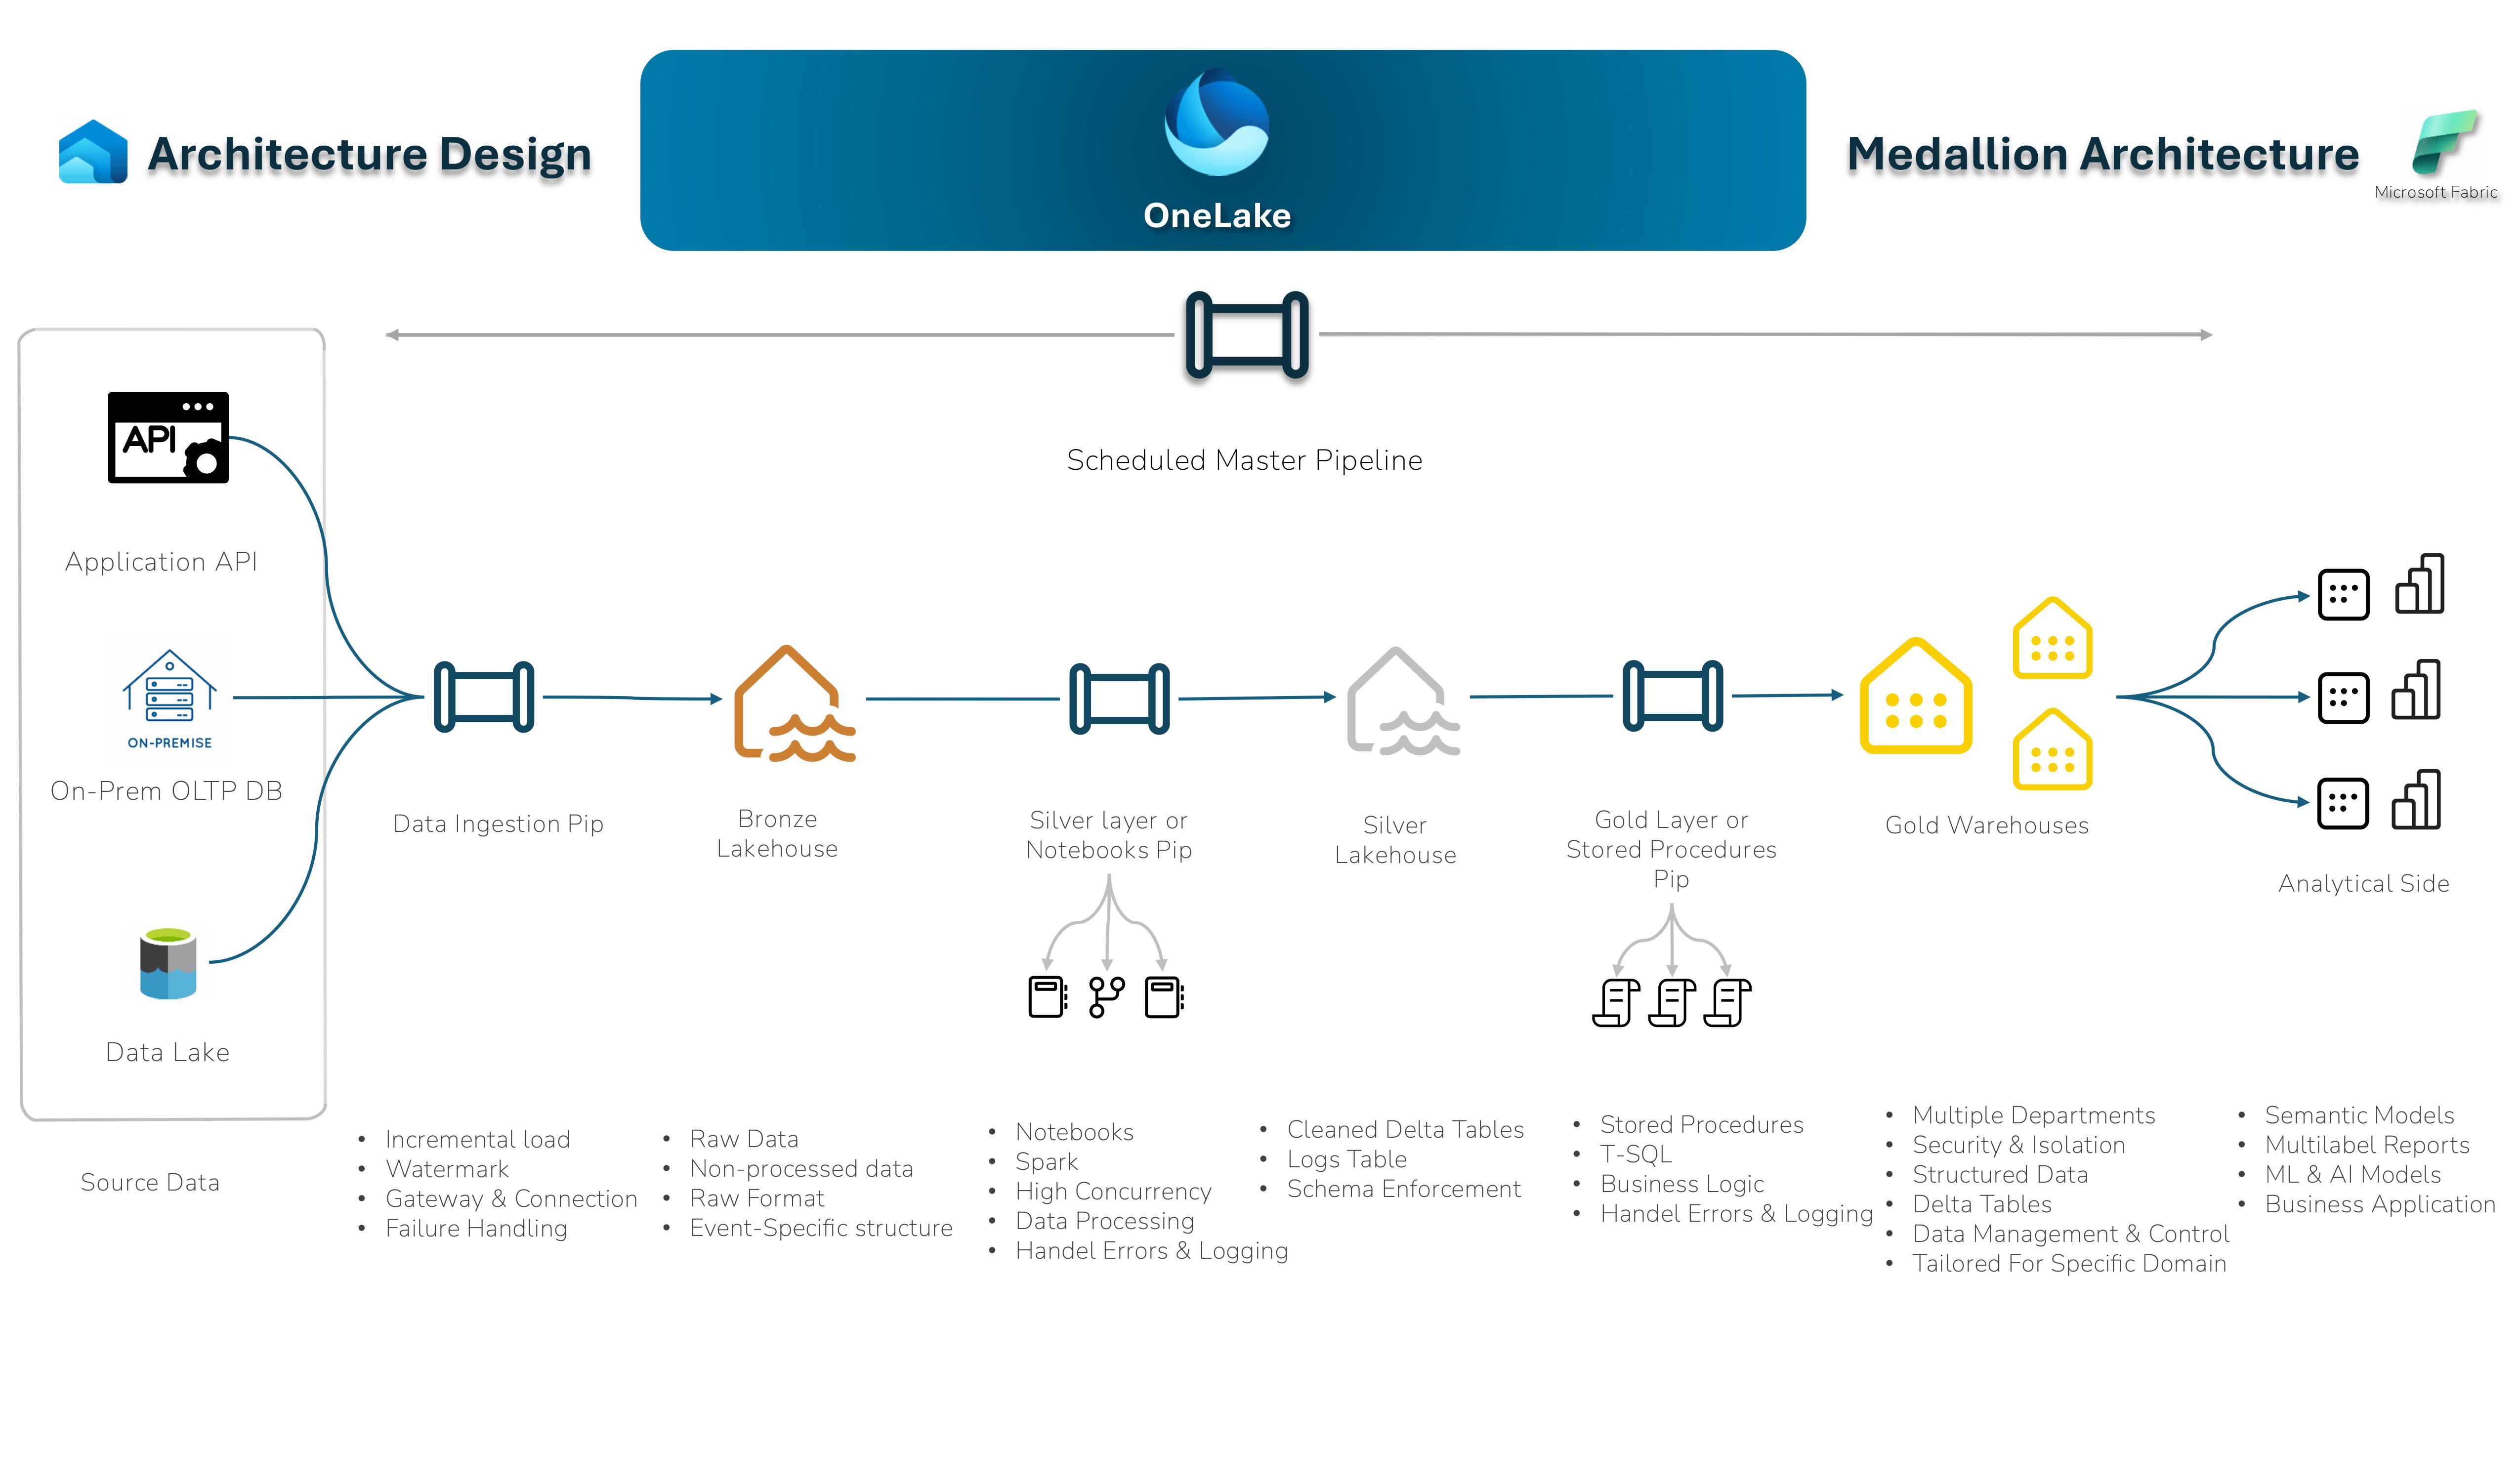 Architecture Design
OneLake
Medallion Architecture
Microsoft Fabric
Scheduled Master Pipeline
API
Application API
ON-PREMISE
On-Prem OLTP DB
Data Lake
Source Data
Data Ingestion Pip
Bronze
Lakehouse
Silver layer or
Notebooks Pip
Silver
Lakehouse
Gold Layer or
Stored Procedures
Pip
Gold Warehouses
Analytical Side
• Incremental load
• Watermark
• Gateway & Connection
• Failure Handling
• Raw Data
• Non-processed data
• Raw Format
• Event-Specific structure
• Notebooks
• Spark
• High Concurrency
• Data Processing
• Handel Errors & Logging
• Cleaned Delta Tables
• Logs Table
• Schema Enforcement
• Stored Procedures
• T-SQL
• Business Logic
• Handel Errors & Logging
• Multiple Departments
• Security & Isolation
• Structured Data
• Delta Tables
• Data Management & Control
• Tailored For Specific Domain
• Semantic Models
• Multilabel Reports
• ML & AI Models
• Business Application